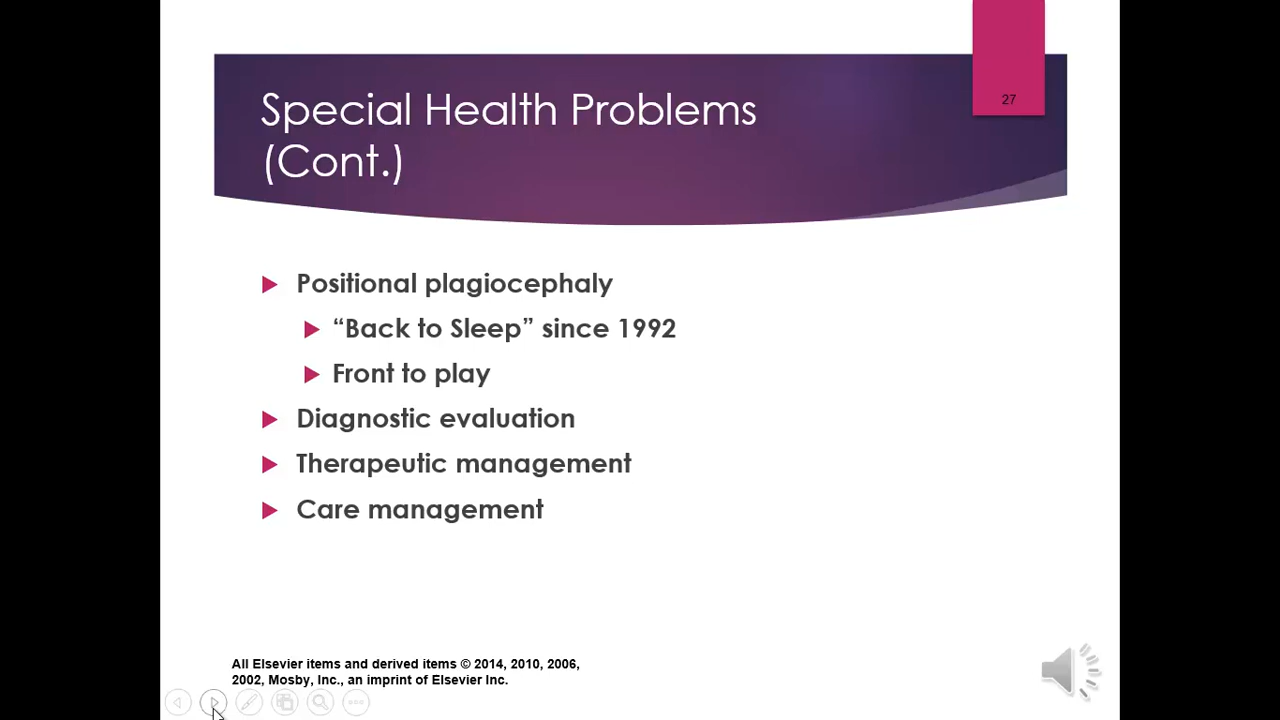 27
Special Health Problems
(Cont.)
Positional plagiocephaly
“Back to Sleep” since 1992
Front to play
Diagnostic evaluation
Therapeutic management
Care management
All Elsevier items and derived items © 2014, 2010, 2006,
2002, Mosby, Inc., an imprint of Elsevier Inc.